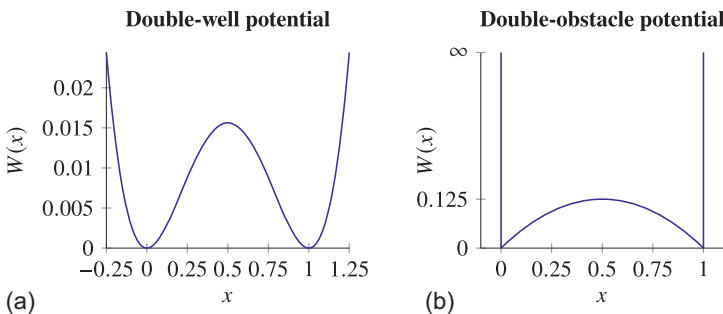 Double-well potential
0.02
0.015
0.01
0.005
0
W(x)
−0.25 0 0.25 0.5 0.75 1 1.25
x
(a)
Double-obstacle potential
∞
0.125
0
W(x)
0 0.25 0.5 0.75 1
x
(b)